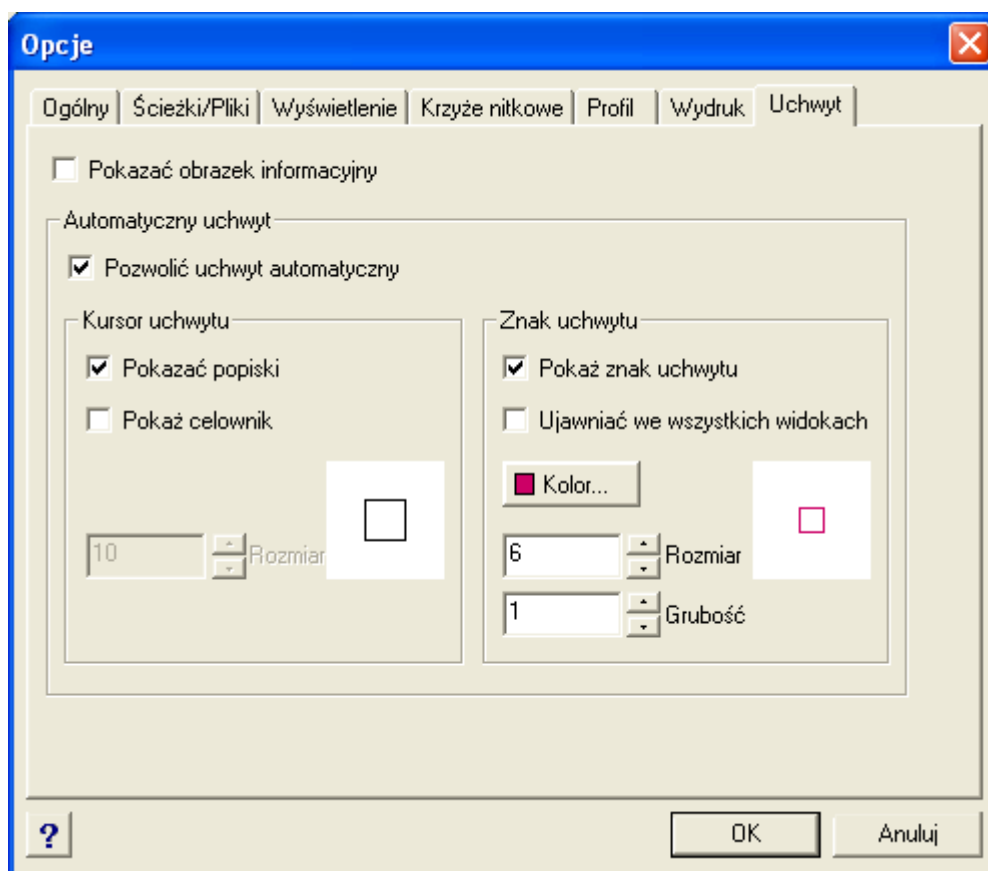 Opcje
Ogólny Ścieżki/Pliki Wyświetlenie Krzyże nitkowe Profil Wydruk Uchwyt
Pokazać obrazek informacyjny
Automatyczny uchwyt
Pozwolić uchwyt automatyczny
Kursor uchwytu
Pokazać popiski
Pokaż celownik
10 Rozmiar
Znak uchwytu
Pokaż znak uchwytu
Ujawniać we wszystkich widokach
Kolor...
6 Rozmiar
1 Grubość
? OK Anuluj